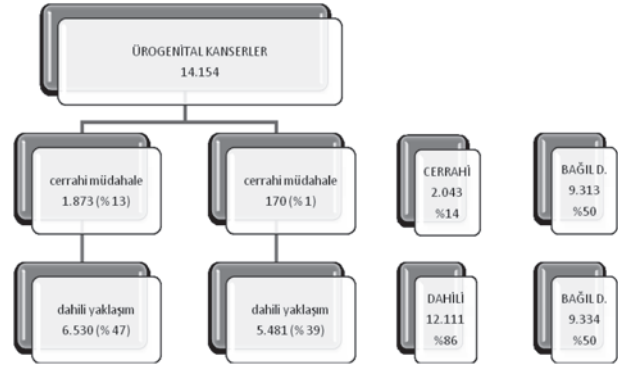 ÜROGENİTAL KANSERLER
14.154
cerrahi müdahale
1.873 (% 13)
cerrahi müdahale
170 (% 1)
CERRAHİ
2.043
%14
BAĞIL D.
9.313
%50
dahili yaklaşım
6.530 (% 47)
dahili yaklaşım
5.481 (% 39)
DAHİLİ
12.111
%86
BAĞIL D.
9.334
%50